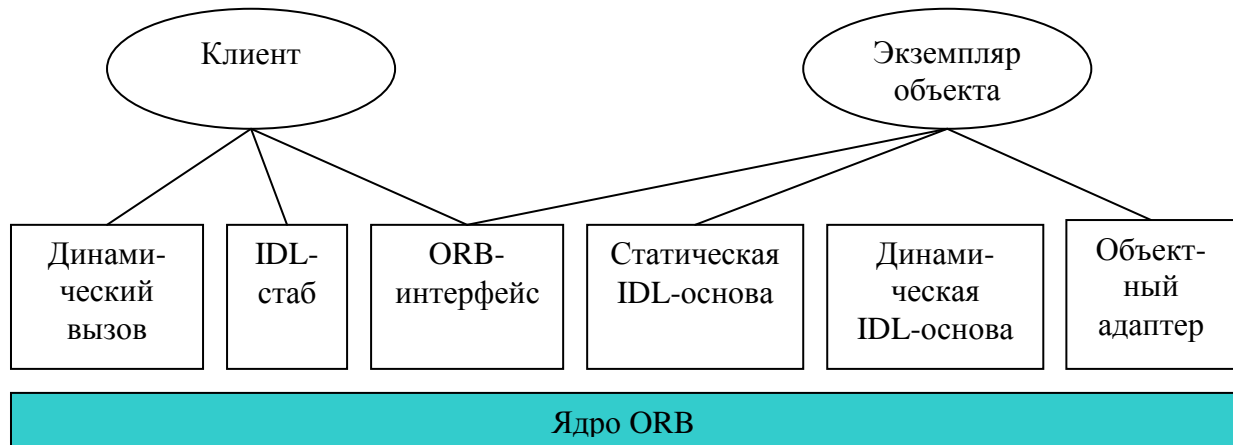 Клиент
Экземпляр
объекта
Динами-
ческий
вызов
IDL-
стаб
ORB-
интерфейс
Статическая
IDL-основа
Динами-
ческая
IDL-основа
Объект-
ный
адаптер
Ядро ORB